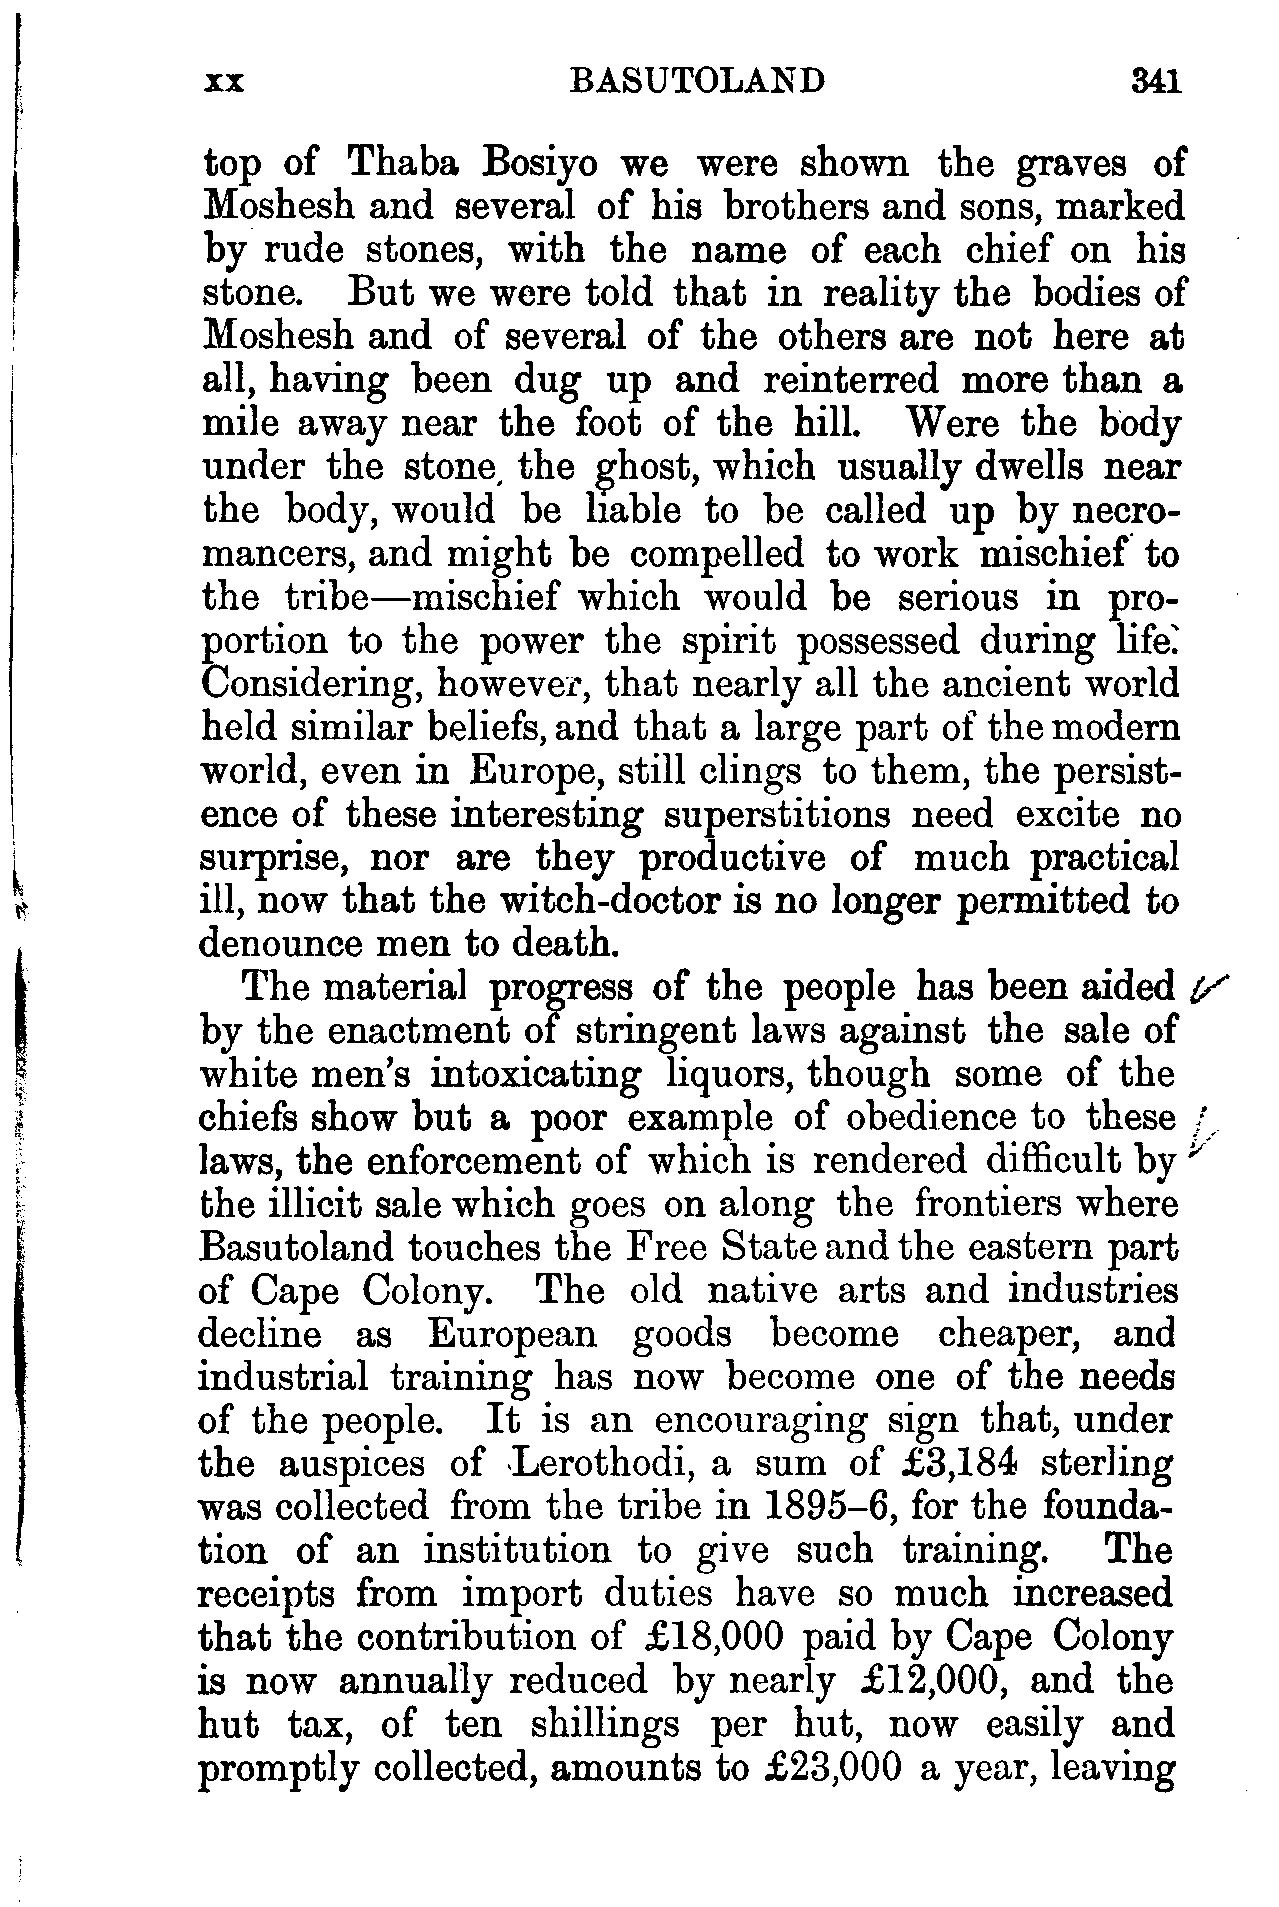 xx BASUTOLAND 341
top of Thaba Bosiyo we were shown the graves of
Moshesh and several of his brothers and sons, marked
by rude stones, with the name of each chief on his
stone. But we were told that in reality the bodies of
Moshesh and of several of the others are not here at
all, having been dug up and reinterred more than a
mile away near the foot of the hill. Were the body
under the stone, the ghost, which usually dwells near
the body, would be liable to be called up by necro-
mancers, and might be compelled to work mischief to
the tribe—mischief which would be serious in pro-
portion to the power the spirit possessed during life.
Considering, however, that nearly all the ancient world
held similar beliefs, and that a large part of the modern
world, even in Europe, still clings to them, the persist-
ence of these interesting superstitions need excite no
surprise, nor are they productive of much practical
ill, now that the witch-doctor is no longer permitted to
denounce men to death.
The material progress of the people has been aided
by the enactment of stringent laws against the sale of
white men's intoxicating liquors, though some of the
chiefs show but a poor example of obedience to these
laws, the enforcement of which is rendered difficult by
the illicit sale which goes on along the frontiers where
Basutoland touches the Free State and the eastern part
of Cape Colony. The old native arts and industries
decline as European goods become cheaper, and
industrial training has now become one of the needs
of the people. It is an encouraging sign that, under
the auspices of Lerothodi, a sum of £3,184 sterling
was collected from the tribe in 1895–6, for the founda-
tion of an institution to give such training. The
receipts from import duties have so much increased
that the contribution of £18,000 paid by Cape Colony
is now annually reduced by nearly £12,000, and the
hut tax, of ten shillings per hut, now easily and
promptly collected, amounts to £23,000 a year, leaving